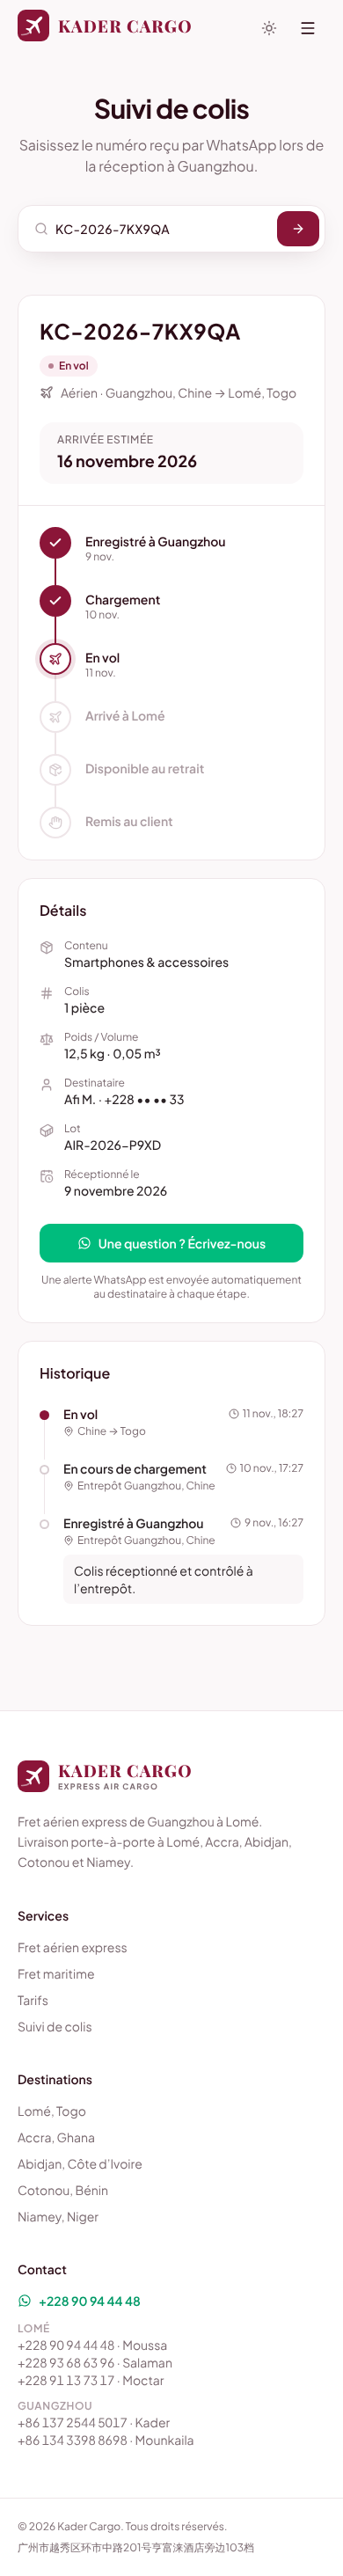 KADER CARGO
Suivi de colis
Saisissez le numéro reçu par WhatsApp lors de
la réception à Guangzhou.
KC-2026-7KX9QA
KC-2026-7KX9QA
En vol
Aérien · Guangzhou, Chine → Lomé, Togo
ARRIVÉE ESTIMÉE
16 novembre 2026
Enregistré à Guangzhou
9 nov.
Chargement
10 nov.
En vol
11 nov.
Arrivé à Lomé
Disponible au retrait
Remis au client
Détails
Contenu
Smartphones & accessoires
Colis
1 pièce
Poids / Volume
12,5 kg · 0,05 m³
Destinataire
Afi M. · +228 •• •• 33
Lot
AIR-2026-P9XD
Réceptionné le
9 novembre 2026
Une question ? Écrivez-nous
Une alerte WhatsApp est envoyée automatiquement
au destinataire à chaque étape.
Historique
En vol 11 nov., 18:27
Chine → Togo
En cours de chargement 10 nov., 17:27
Entrepôt Guangzhou, Chine
Enregistré à Guangzhou 9 nov., 16:27
Entrepôt Guangzhou, Chine
Colis réceptionné et contrôlé à
l'entrepôt.
KADER CARGO
EXPRESS AIR CARGO
Fret aérien express de Guangzhou à Lomé.
Livraison porte-à-porte à Lomé, Accra, Abidjan,
Cotonou et Niamey.
Services
Fret aérien express
Fret maritime
Tarifs
Suivi de colis
Destinations
Lomé, Togo
Accra, Ghana
Abidjan, Côte d'Ivoire
Cotonou, Bénin
Niamey, Niger
Contact
+228 90 94 44 48
LOMÉ
+228 90 94 44 48 · Moussa
+228 93 68 63 96 · Salaman
+228 91 13 73 17 · Moctar
GUANGZHOU
+86 137 2544 5017 · Kader
+86 134 3398 8698 · Mounkaila
© 2026 Kader Cargo. Tous droits réservés.
广州市越秀区环市中路201号亨富涞酒店旁边103档